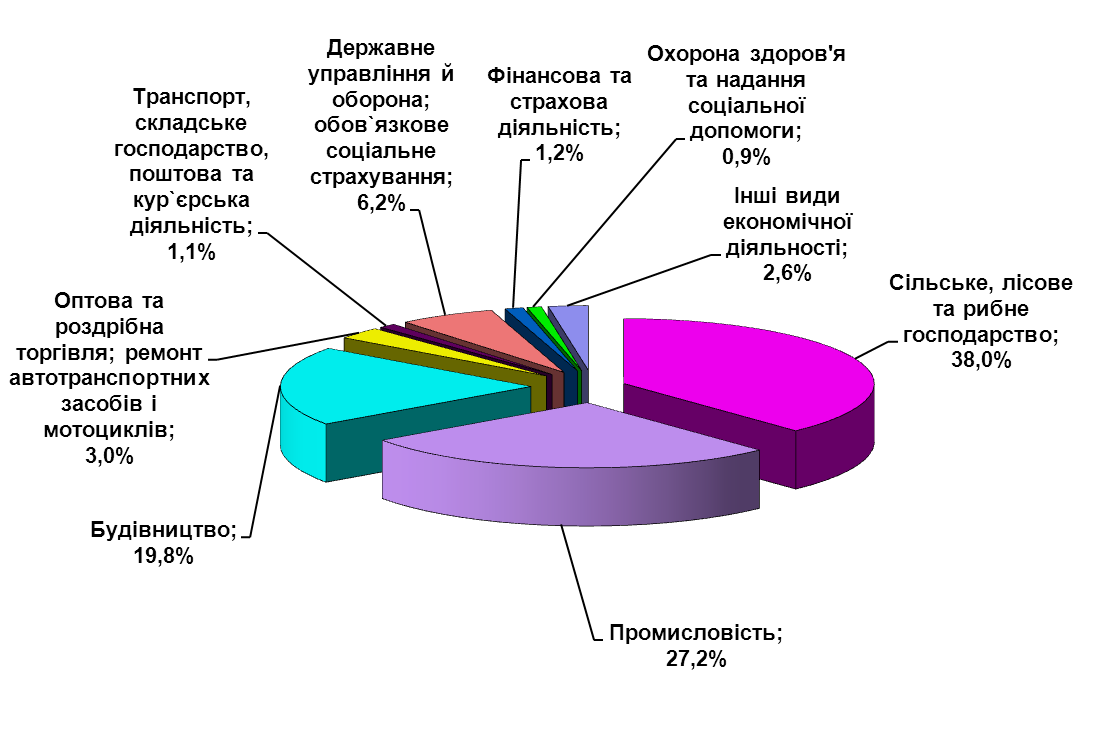 Державне
управління й
оборона;
обов`язкове
соціальне
страхування;
6,2%
Фінансова та
страхова
діяльність;
1,2%
Охорона здоров'я
та надання
соціальної
допомоги;
0,9%
Транспорт,
складське
господарство,
поштова та
кур`єрська
діяльність;
1,1%
Інші види
економічної
діяльності;
2,6%
Сільське, лісове
та рибне
господарство;
38,0%
Оптова та
роздрібна
торгівля; ремонт
автотранспортних
засобів і
мотоциклів;
3,0%
Будівництво;
19,8%
Промисловість;
27,2%